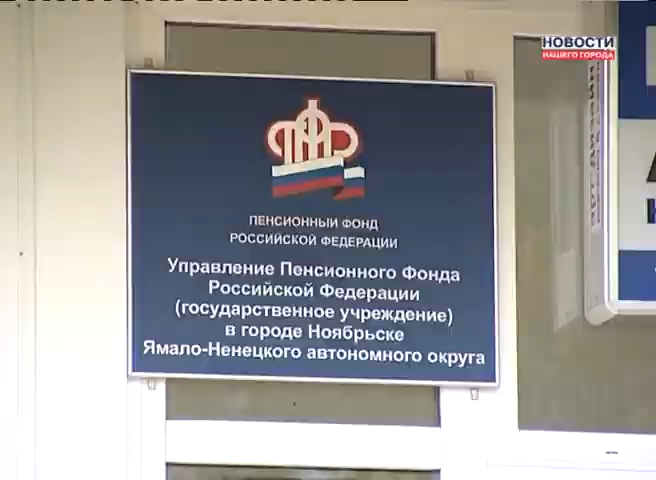 НОВОСТИ
НАШЕГО ГОРОДА
ПЕНСИОННЫЙ ФОНД
РОССИЙСКОЙ ФЕДЕРАЦИИ
Управление Пенсионного Фонда
Российской Федерации
(государственное учреждение)
в городе Ноябрьске
Ямало-Ненецкого автономного округа